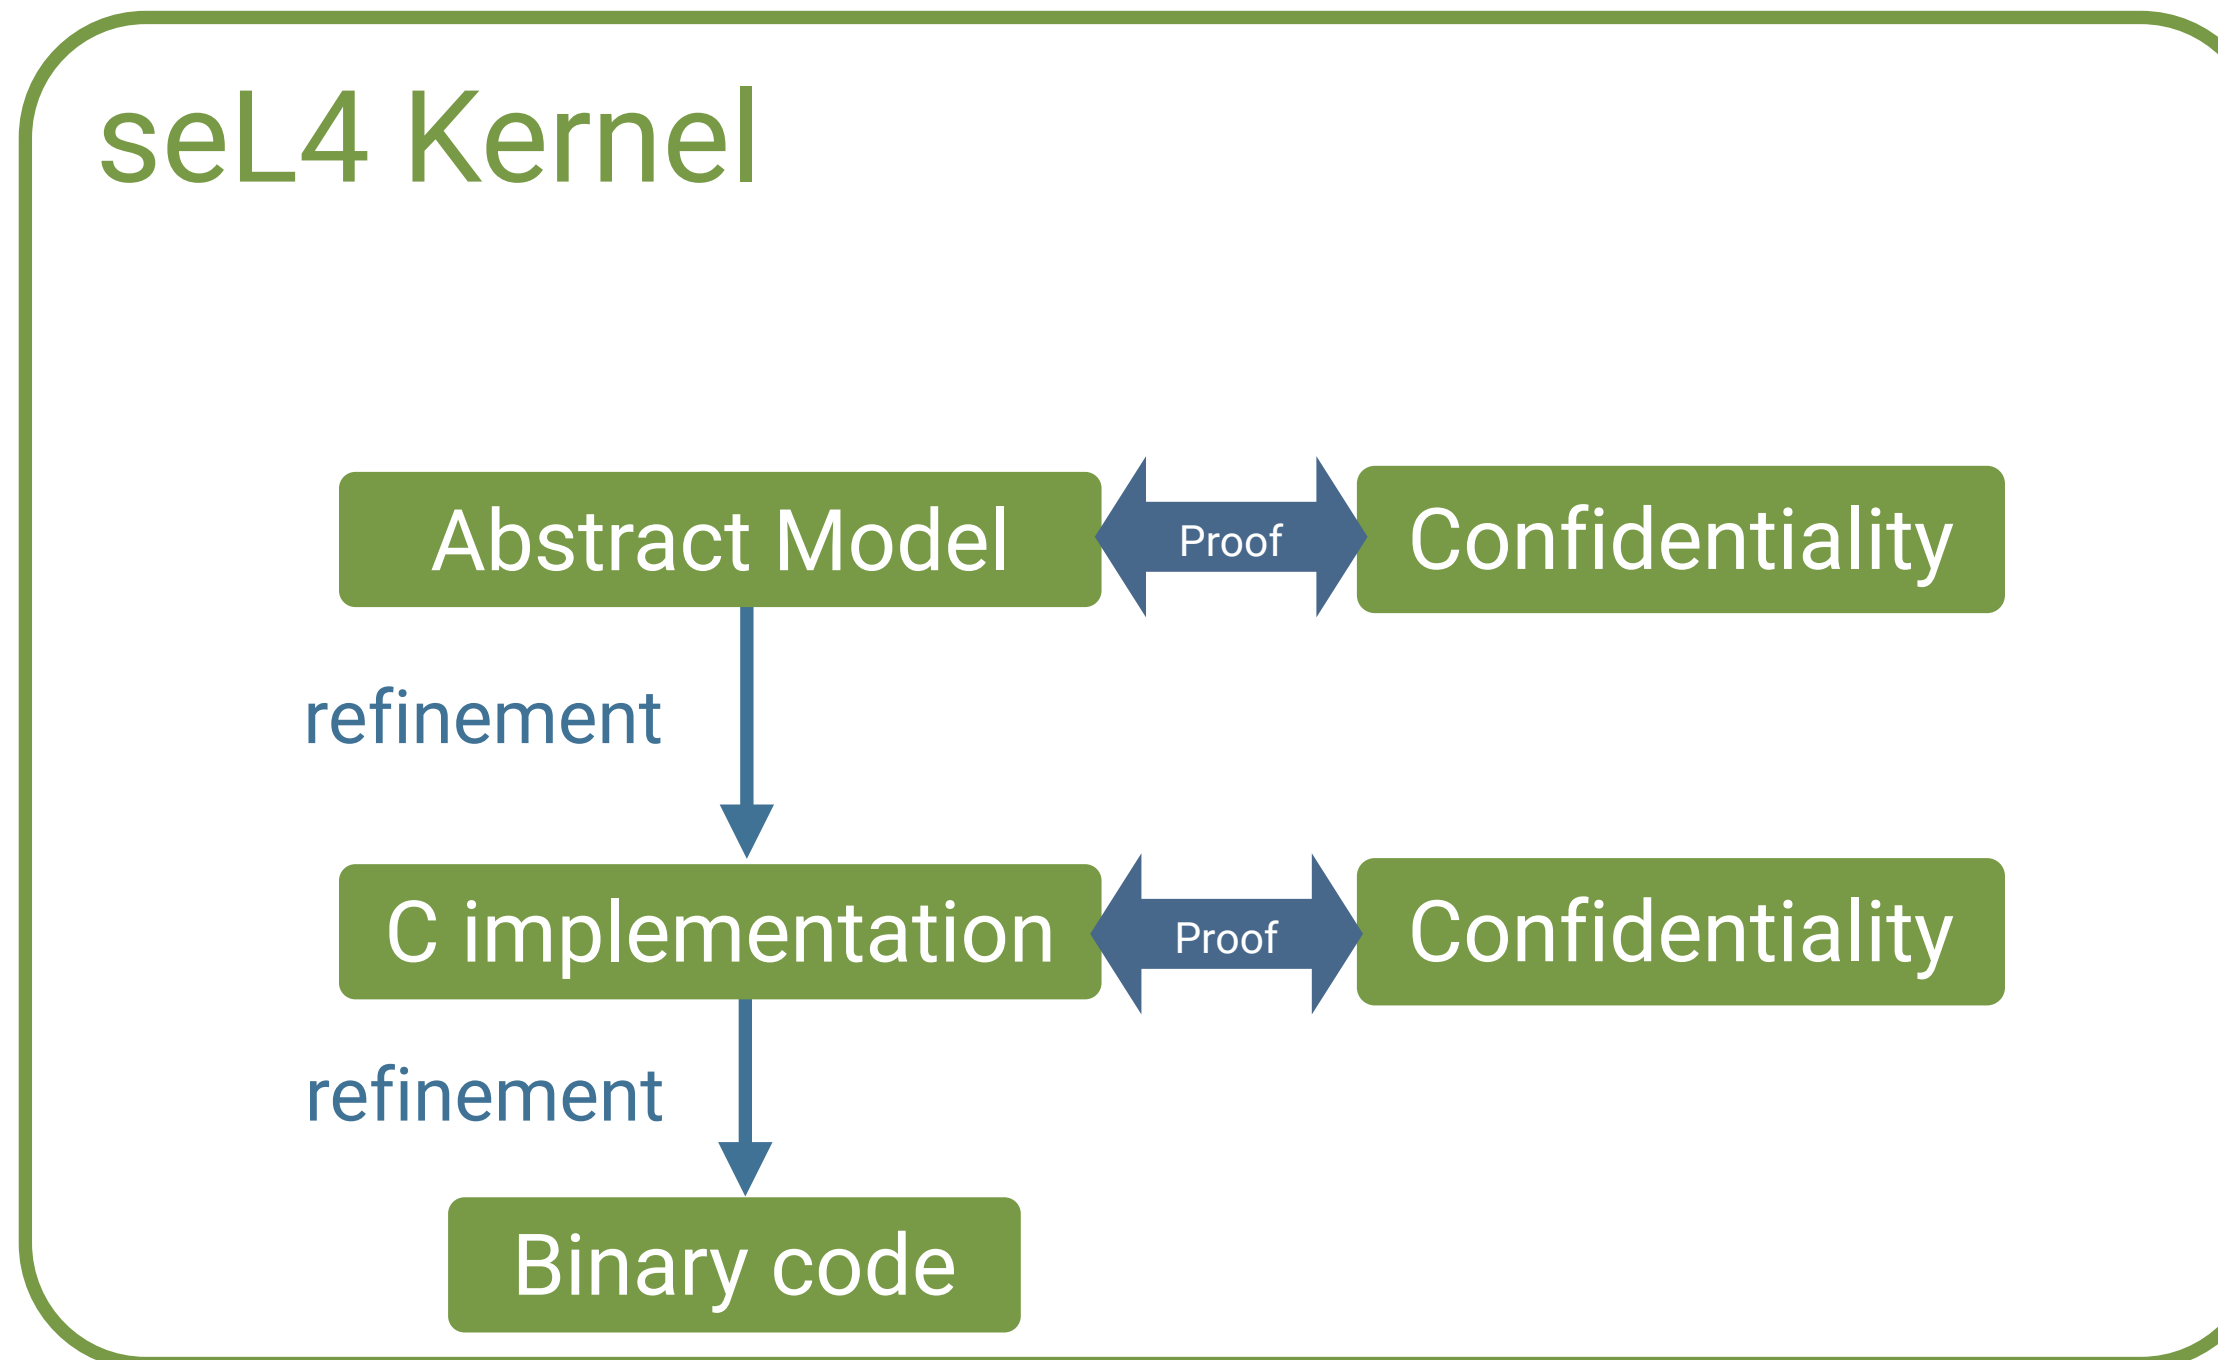 seL4 Kernel
Abstract Model
Proof
Confidentiality
refinement
C implementation
Proof
Confidentiality
refinement
Binary code